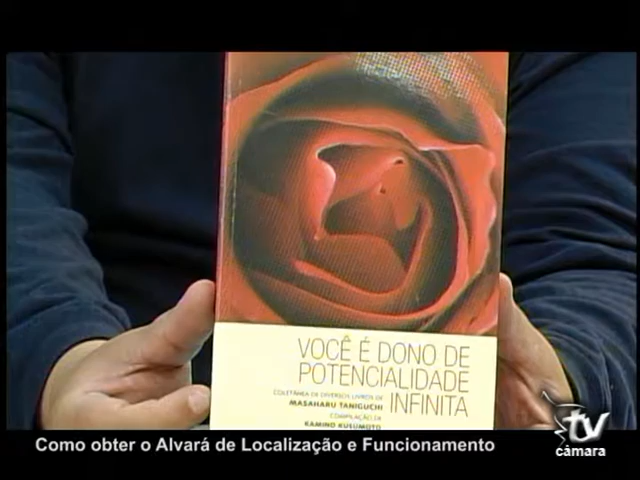 VOCÊ É DONO DE
POTENCIALIDADE
INFINITA
COLETÂNEA DE DIVERSOS LIVROS DE
MASAHARU TANIGUCHI
COMPILAÇÃO DE
KAMINO KUSUMOTO
tv
câmara
Como obter o Alvará de Localização e Funcionamento